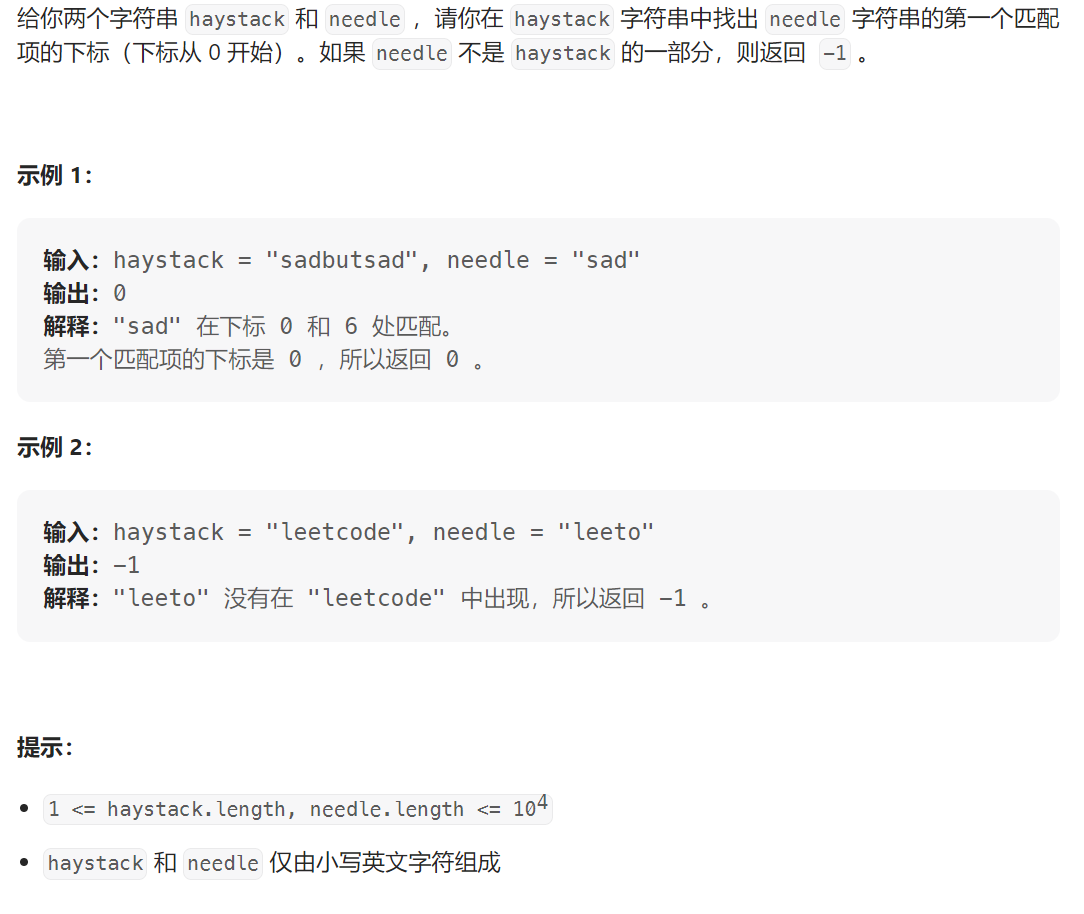 给你两个字符串 haystack 和 needle ，请你在 haystack 字符串中找出 needle 字符串的第一个匹配
项的下标（下标从 0 开始）。如果 needle 不是 haystack 的一部分，则返回 -1 。
示例 1：
输入：haystack = "sadbutsad", needle = "sad"
输出：0
解释："sad" 在下标 0 和 6 处匹配。
第一个匹配项的下标是 0 ，所以返回 0 。
示例 2：
输入：haystack = "leetcode", needle = "leeto"
输出：-1
解释："leeto" 没有在 "leetcode" 中出现，所以返回 -1 。
提示：
• 1 <= haystack.length, needle.length <= 10⁴
• haystack 和 needle 仅由小写英文字符组成